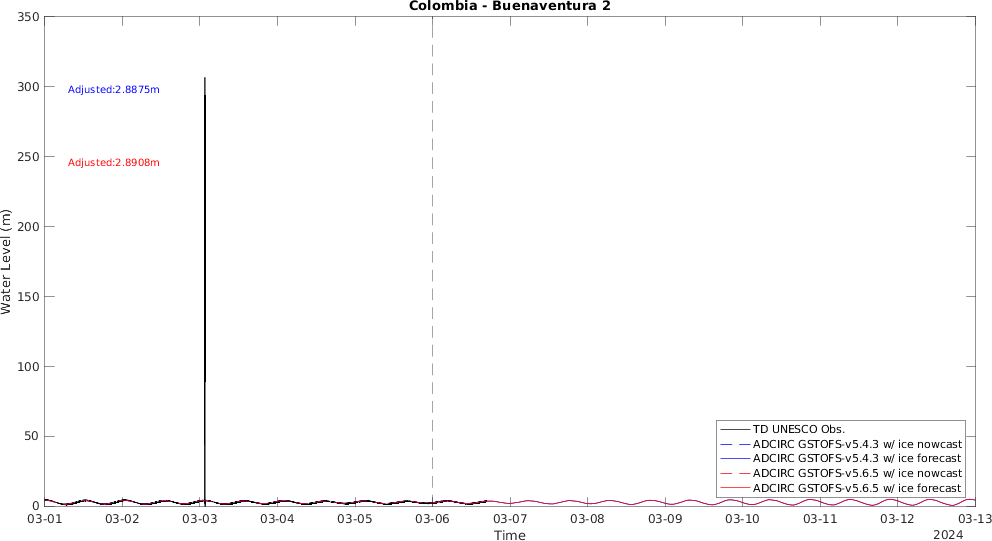 Colombia - Buenaventura 2
350
300
250
200
150
100
50
0
Water Level (m)
Adjusted:2.8875m
Adjusted:2.8908m
TD UNESCO Obs.
ADCIRC GSTOFS-v5.4.3 w/ ice nowcast
ADCIRC GSTOFS-v5.4.3 w/ ice forecast
ADCIRC GSTOFS-v5.6.5 w/ ice nowcast
ADCIRC GSTOFS-v5.6.5 w/ ice forecast
03-01 03-02 03-03 03-04 03-05 03-06 03-07 03-08 03-09 03-10 03-11 03-12 03-13
Time
2024